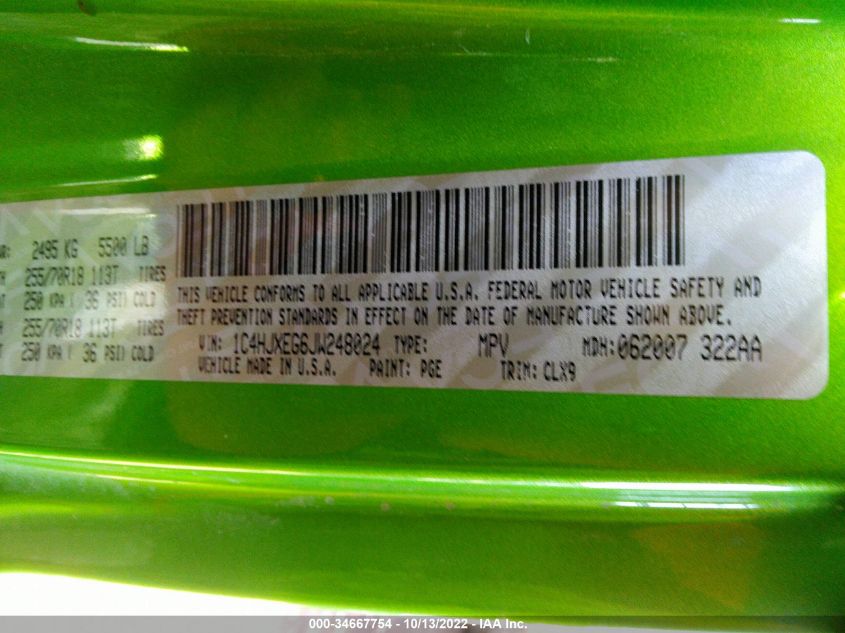 2495 KG 5500 LB
255/70R18 113T TIRES
250 KPA / 36 PSI COLD
255/70R18 113T TIRES
250 KPA / 36 PSI COLD
THIS VEHICLE CONFORMS TO ALL APPLICABLE U.S.A. FEDERAL MOTOR VEHICLE SAFETY AND
THEFT PREVENTION STANDARDS IN EFFECT ON THE DATE OF MANUFACTURE SHOWN ABOVE.
VIN: 1C4HJXEG6JW248024 TYPE: MPV MDH: 062007 322AA
VEHICLE MADE IN U.S.A. PAINT: PGE TRIM: CLX9
000-34667754 - 10/13/2022 - IAA Inc.